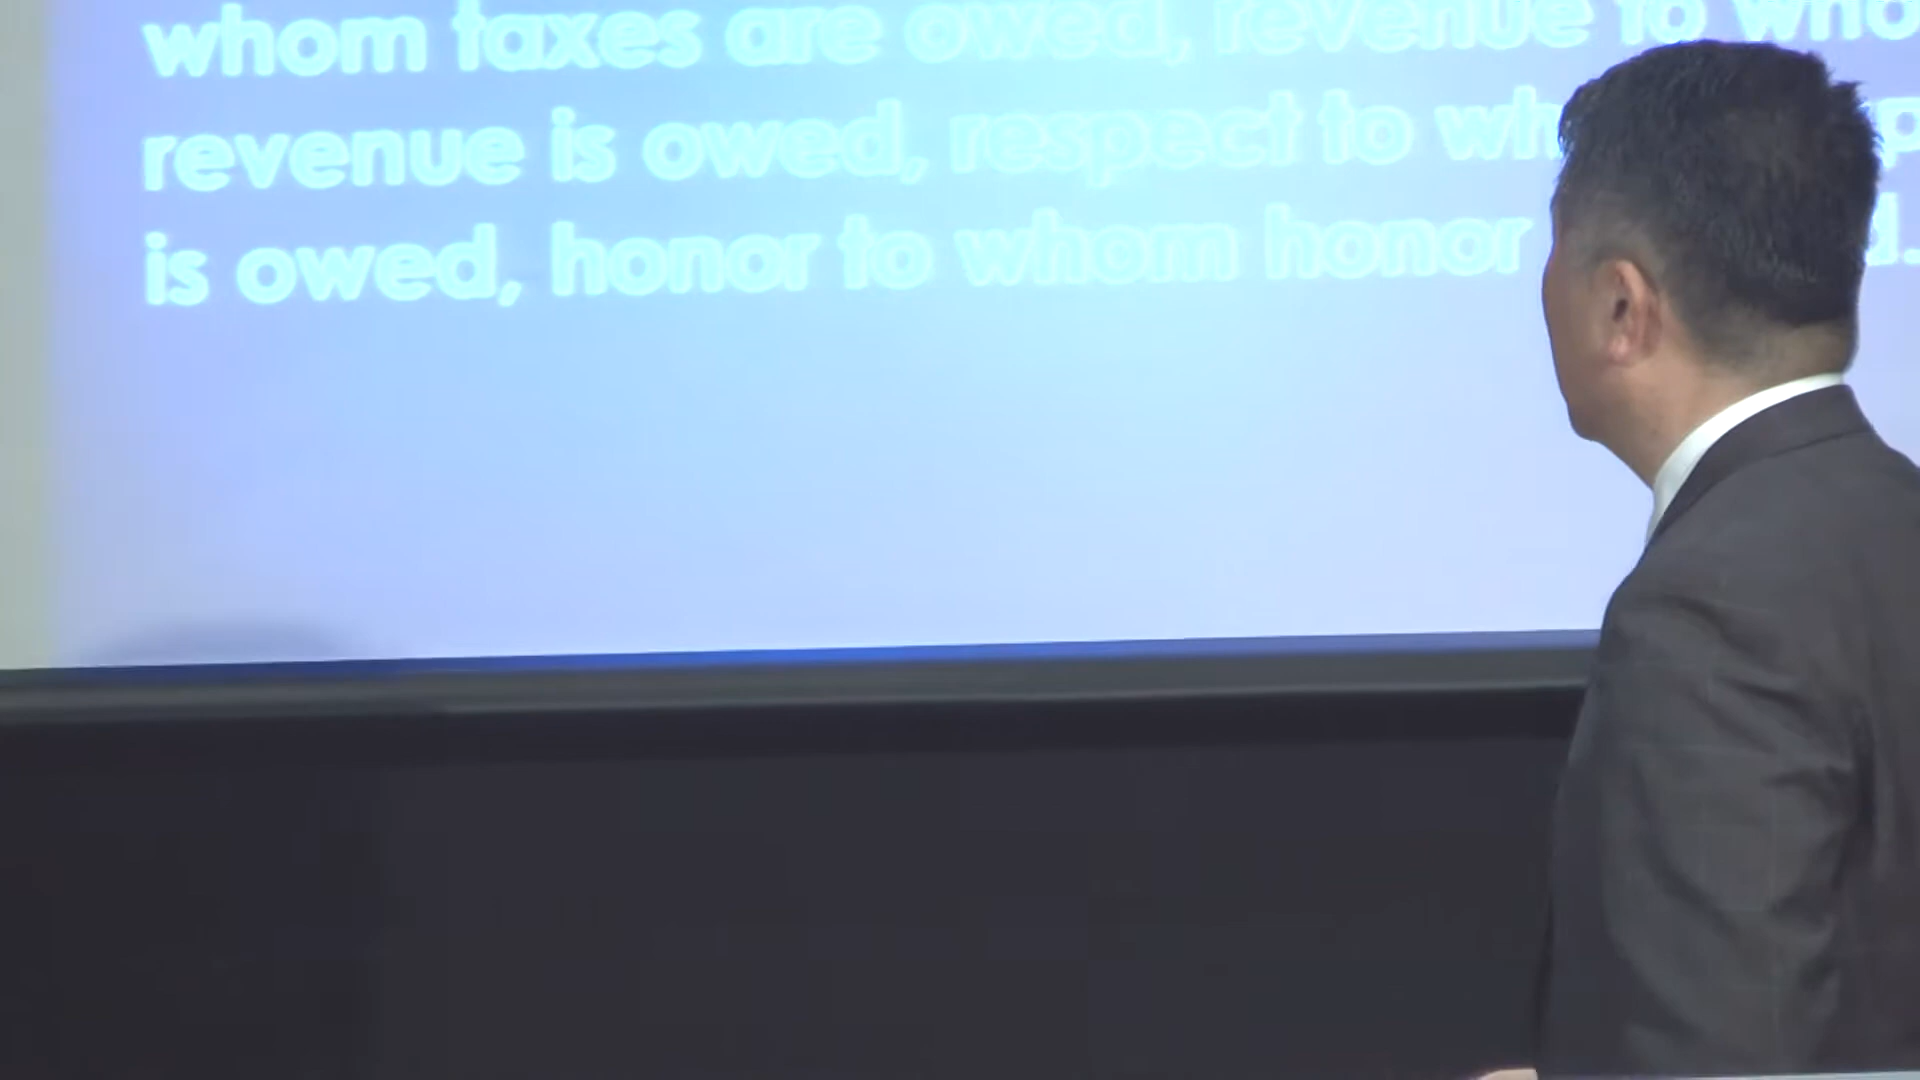 whom taxes are owed, revenue to
revenue is owed, respect to
is owed, honor to whom honor